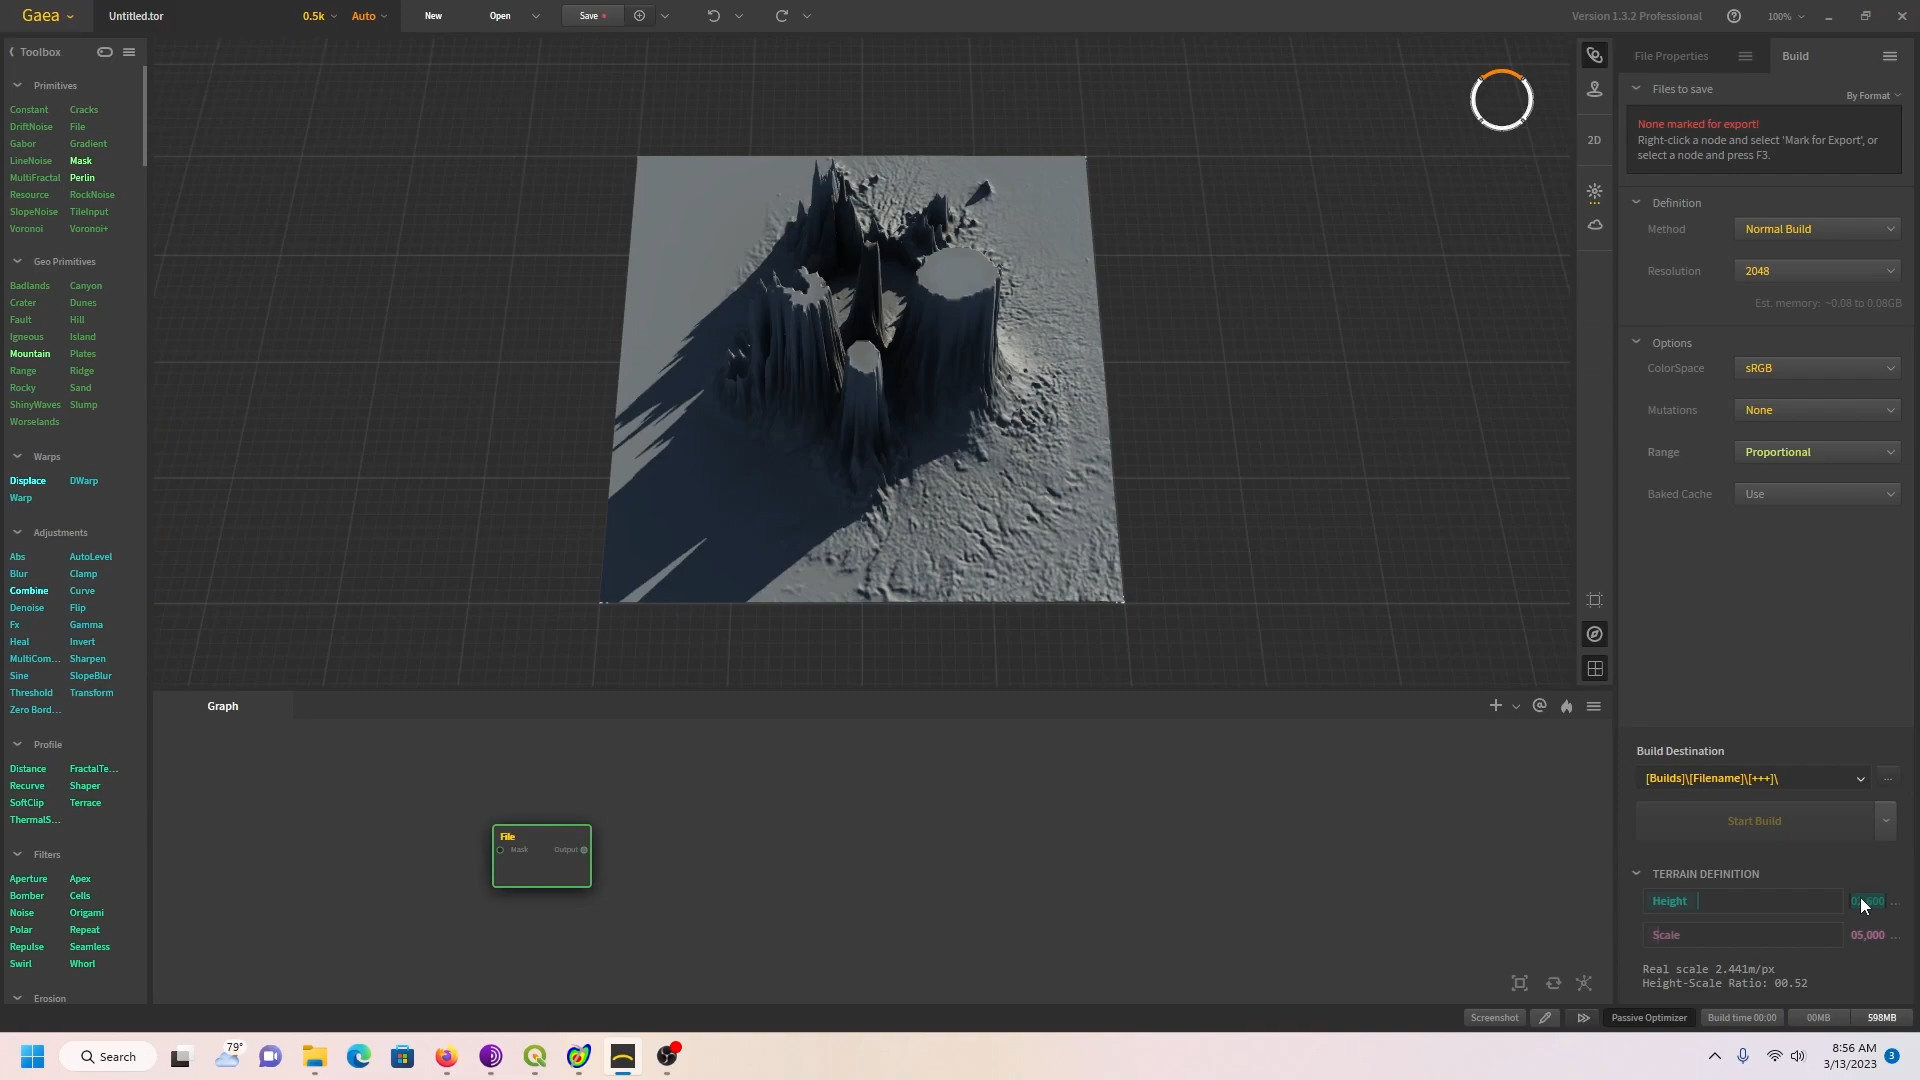 Gaea
Untitled.tor
0.5k
Auto
New
Open
Save
Version 1.3.2 Professional
100%
Toolbox
Primitives
Constant Cracks
DriftNoise File
Gabor Gradient
LineNoise Mask
MultiFractal Perlin
Resource RockNoise
SlopeNoise TileInput
Voronoi Voronoi+
Geo Primitives
Badlands Canyon
Crater Dunes
Fault Hill
Igneous Island
Mountain Plates
Range Ridge
Rocky Sand
ShinyWaves Slump
Worselands
Warps
Displace DWarp
Warp
Adjustments
Abs AutoLevel
Blur Clamp
Combine Curve
Denoise Flip
Fx Gamma
Heal Invert
MultiCom... Sharpen
Sine SlopeBlur
Threshold Transform
Zero Bord...
Profile
Distance FractalTe...
Recurve Shaper
SoftClip Terrace
ThermalS...
Filters
Aperture Apex
Bomber Cells
Noise Origami
Polar Repeat
Repulse Seamless
Swirl Whorl
Erosion
2D
Graph
File
Mask Output
File Properties
Build
Files to save
By Format
None marked for export!
Right-click a node and select 'Mark for Export', or
select a node and press F3.
Definition
Method Normal Build
Resolution 2048
Est. memory: ~0.08 to 0.08GB
Options
ColorSpace sRGB
Mutations None
Range Proportional
Baked Cache Use
Build Destination
[Builds]\[Filename]\[+++]\
...
Start Build
TERRAIN DEFINITION
Height ...
Scale 05,000 ...
Real scale 2.441m/px
Height-Scale Ratio: 00.52
Screenshot
Passive Optimizer
Build time 00:00
00MB
598MB
Search
79°
8:56 AM
3/13/2023
3